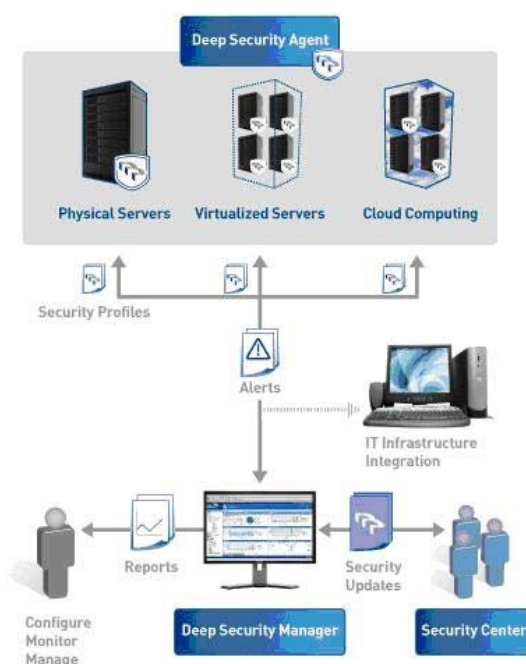 Deep Security Agent
Physical Servers
Virtualized Servers
Cloud Computing
Security Profiles
Alerts
IT Infrastructure
Integration
Reports
Security
Updates
Configure
Monitor
Manage
Deep Security Manager
Security Center